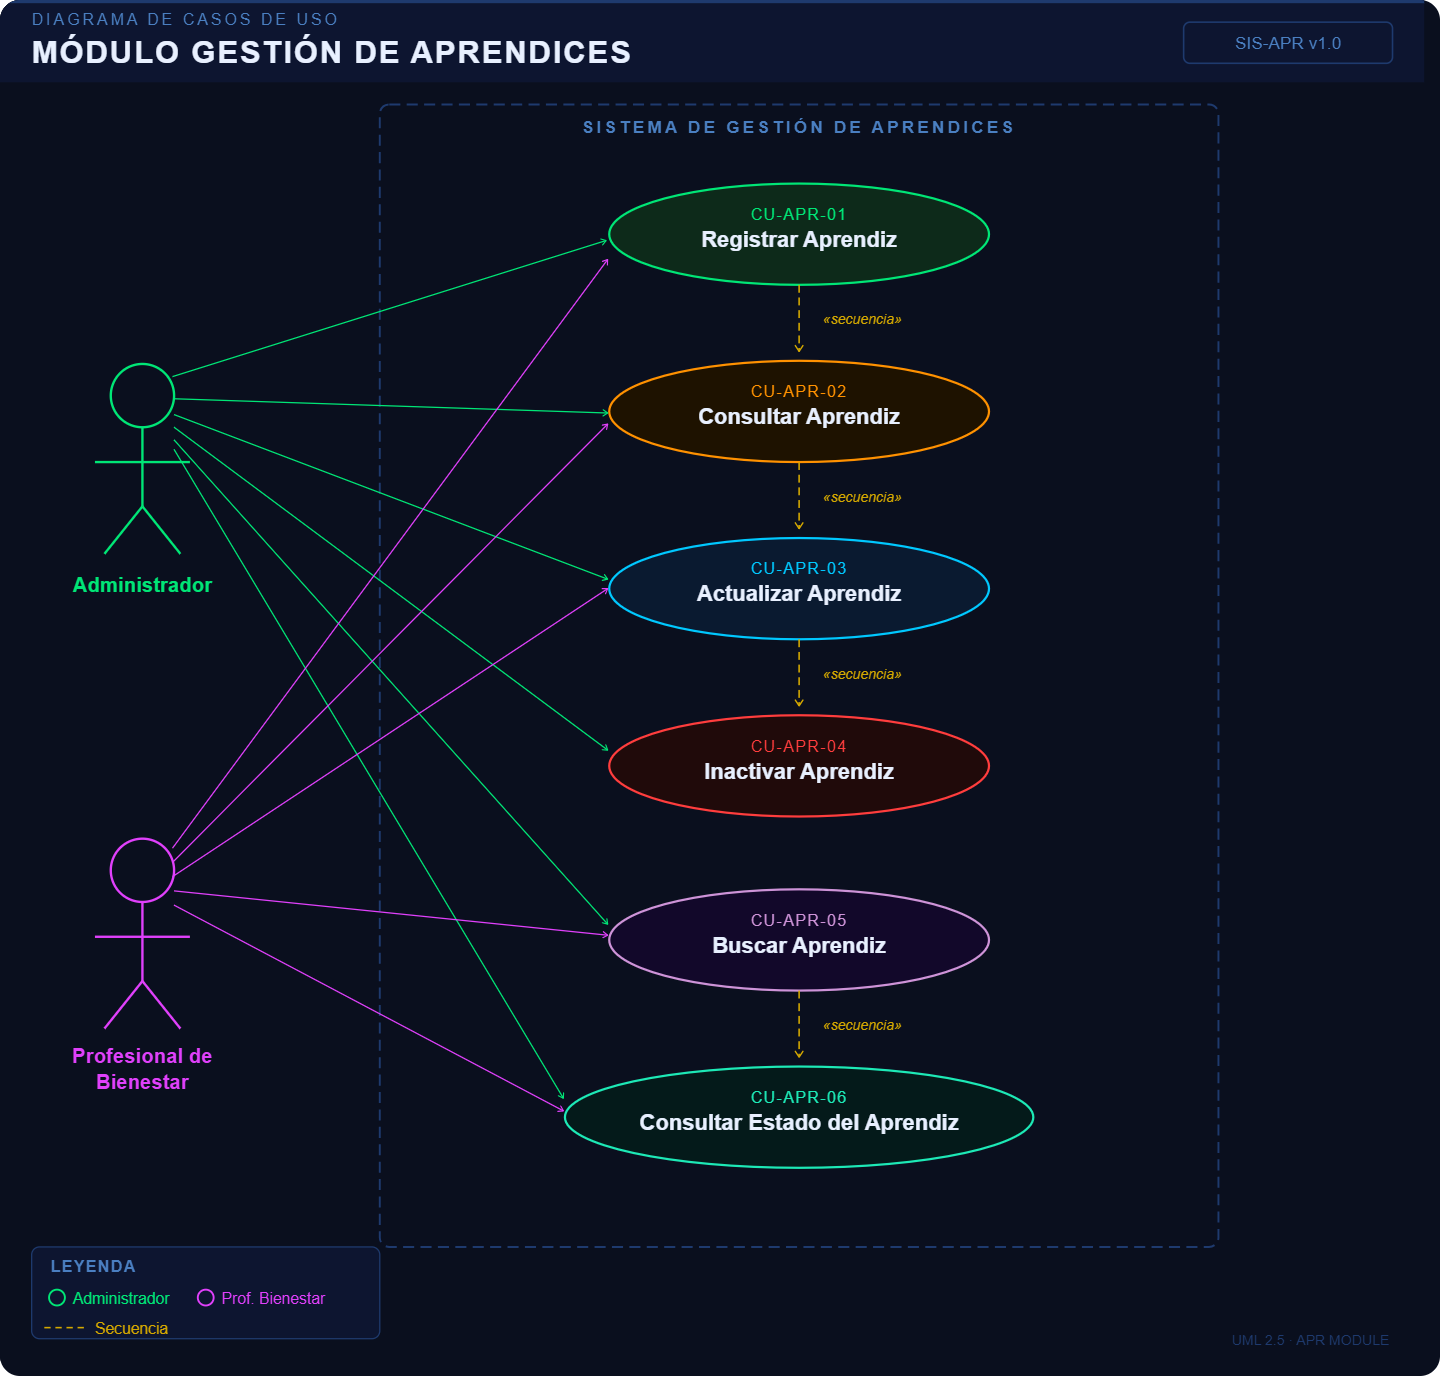 DIAGRAMA DE CASOS DE USO
MÓDULO GESTIÓN DE APRENDICES
SIS-APR v1.0
SISTEMA DE GESTIÓN DE APRENDICES
CU-APR-01
Registrar Aprendiz
«secuencia»
CU-APR-02
Consultar Aprendiz
«secuencia»
CU-APR-03
Actualizar Aprendiz
«secuencia»
CU-APR-04
Inactivar Aprendiz
CU-APR-05
Buscar Aprendiz
«secuencia»
CU-APR-06
Consultar Estado del Aprendiz
Administrador
Profesional de
Bienestar
LEYENDA
Administrador
Prof. Bienestar
Secuencia
UML 2.5 · APR MODULE